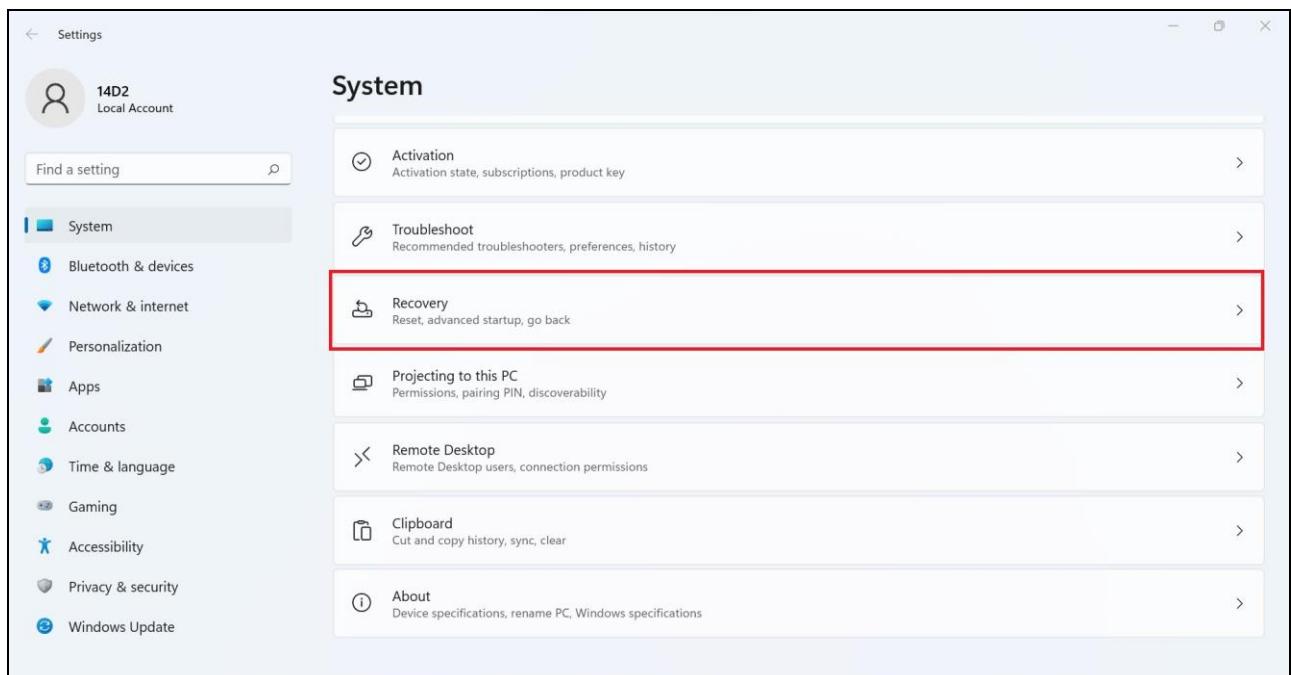 Settings
14D2
Local Account
Find a setting
System
Bluetooth & devices
Network & internet
Personalization
Apps
Accounts
Time & language
Gaming
Accessibility
Privacy & security
Windows Update
System
Activation
Activation state, subscriptions, product key
Troubleshoot
Recommended troubleshooters, preferences, history
Recovery
Reset, advanced startup, go back
Projecting to this PC
Permissions, pairing PIN, discoverability
Remote Desktop
Remote Desktop users, connection permissions
Clipboard
Cut and copy history, sync, clear
About
Device specifications, rename PC, Windows specifications